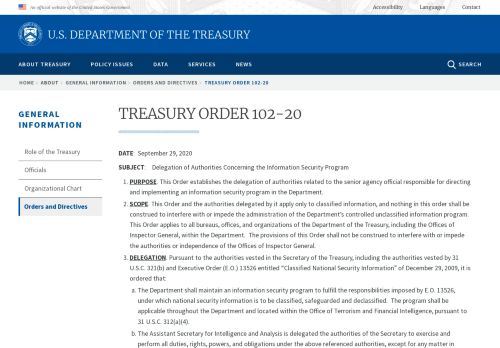 An official website of the United States Government
Accessibility Languages Contact
U.S. DEPARTMENT OF THE TREASURY
ABOUT TREASURY POLICY ISSUES DATA SERVICES NEWS SEARCH
HOME › ABOUT › GENERAL INFORMATION › ORDERS AND DIRECTIVES › TREASURY ORDER 102-20
GENERAL
INFORMATION
Role of the Treasury
Officials
Organizational Chart
Orders and Directives
TREASURY ORDER 102-20
DATE: September 29, 2020
SUBJECT: Delegation of Authorities Concerning the Information Security Program
1. PURPOSE. This Order establishes the delegation of authorities related to the senior agency official responsible for directing
and implementing an information security program in the Department.
2. SCOPE. This Order and the authorities delegated by it apply only to classified information, and nothing in this order shall be
construed to interfere with or impede the administration of the Department's controlled unclassified information program.
This Order applies to all bureaus, offices, and organizations of the Department of the Treasury, including the Offices of
Inspector General, within the Department. The provisions of this Order shall not be construed to interfere with or impede
the authorities or independence of the Offices of Inspector General.
3. DELEGATION. Pursuant to the authorities vested in the Secretary of the Treasury, including the authorities vested by 31
U.S.C. 321(b) and Executive Order (E.O.) 13526 entitled "Classified National Security Information" of December 29, 2009, it is
ordered that:
a. The Department shall maintain an information security program to fulfill the responsibilities imposed by E.O. 13526,
under which national security information is to be classified, safeguarded and declassified. The program shall be
applicable throughout the Department and located within the Office of Terrorism and Financial Intelligence, pursuant to
31 U.S.C. 312(a)(4).
b. The Assistant Secretary for Intelligence and Analysis is delegated the authorities of the Secretary to exercise and
perform all duties, rights, powers, and obligations under the above referenced authorities, except for any matter in